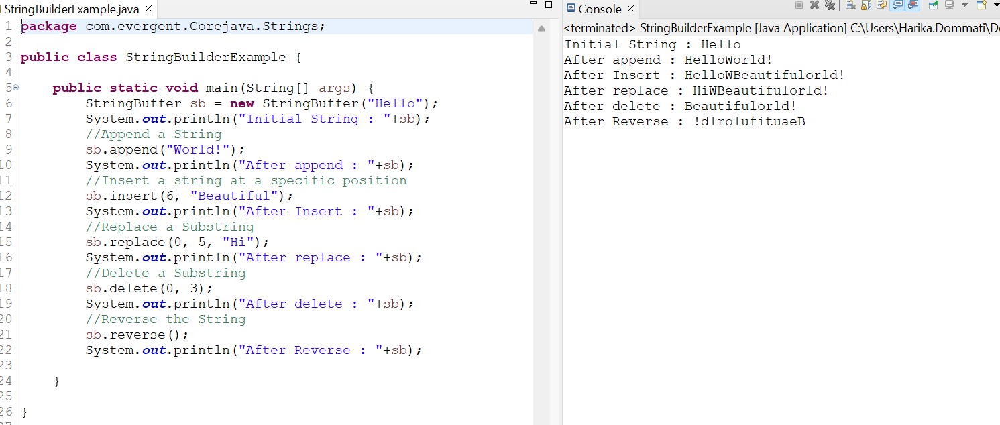 StringBuilderExample.java ×
1 package com.evergent.Corejava.Strings;
2
3 public class StringBuilderExample {
4
5 public static void main(String[] args) {
6 StringBuffer sb = new StringBuffer("Hello");
7 System.out.println("Initial String : "+sb);
8 //Append a String
9 sb.append("World!");
10 System.out.println("After append : "+sb);
11 //Insert a string at a specific position
12 sb.insert(6, "Beautiful");
13 System.out.println("After Insert : "+sb);
14 //Replace a Substring
15 sb.replace(0, 5, "Hi");
16 System.out.println("After replace : "+sb);
17 //Delete a Substring
18 sb.delete(0, 3);
19 System.out.println("After delete : "+sb);
20 //Reverse the String
21 sb.reverse();
22 System.out.println("After Reverse : "+sb);
23
24 }
25
26 }
Console ×
<terminated> StringBuilderExample [Java Application] C:\Users\Harika.Dommati\D
Initial String : Hello
After append : HelloWorld!
After Insert : HelloWBeautifulorld!
After replace : HiWBeautifulorld!
After delete : Beautifulorld!
After Reverse : !dlrolufituaeB